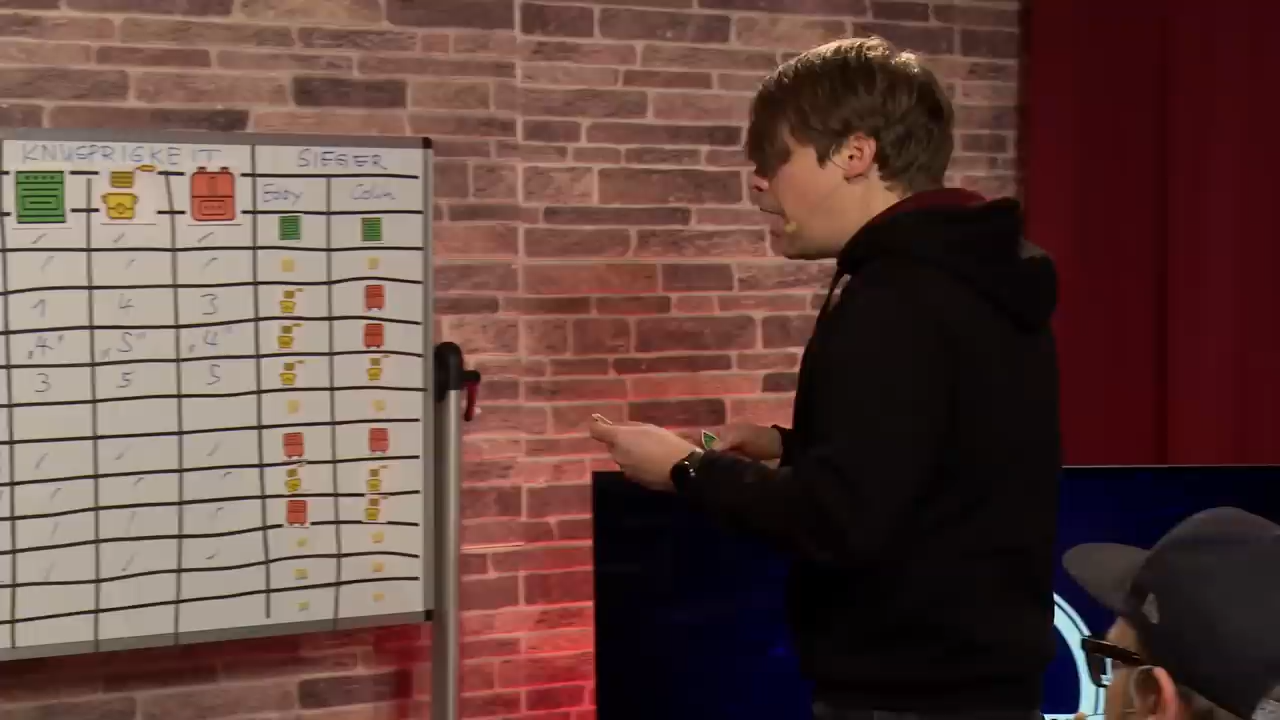 KNUSPRIGKEIT SIEGER
Eddy Colin
1 4 3
„4" „5" „4"
3 5 5